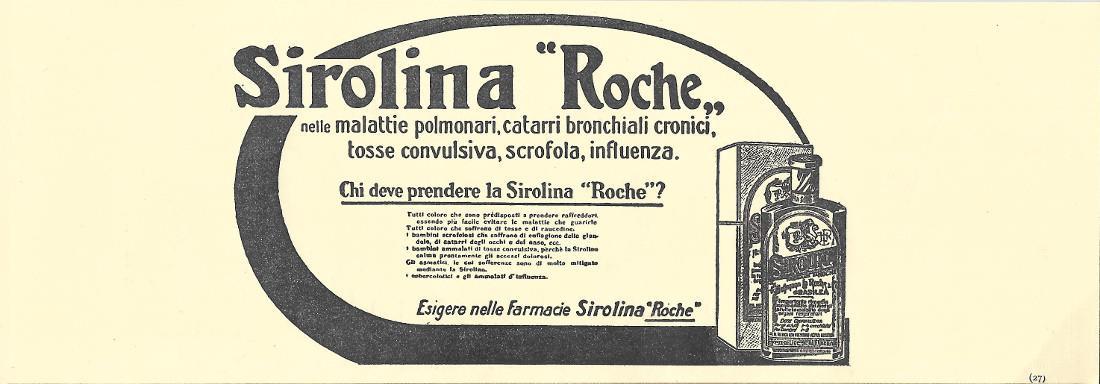 Sirolina “Roche„
nelle malattie polmonari, catarri bronchiali cronici,
tosse convulsiva, scrofola, influenza.
Chi deve prendere la Sirolina “Roche”?
Tutti coloro che sono predisposti a prendere raffreddori,
essendo più facile evitare le malattie che guarirle
Tutti coloro che soffrono di tosse e di raucedine.
I bambini scrofolosi che soffrono di enfiagione delle glan-
dole, di catarri degli occhi e del naso, ecc.
I bambini ammalati di tosse convulsiva, perchè la Sirolina
calma prontamente gli accessi dolorosi.
Gli asmatici, le cui sofferenze sono di molto mitigate
mediante la Sirolina.
I tubercolotici e gli ammalati d'influenza.
Esigere nelle Farmacie Sirolina “Roche”
SIROLINA
BASILEA
(27)